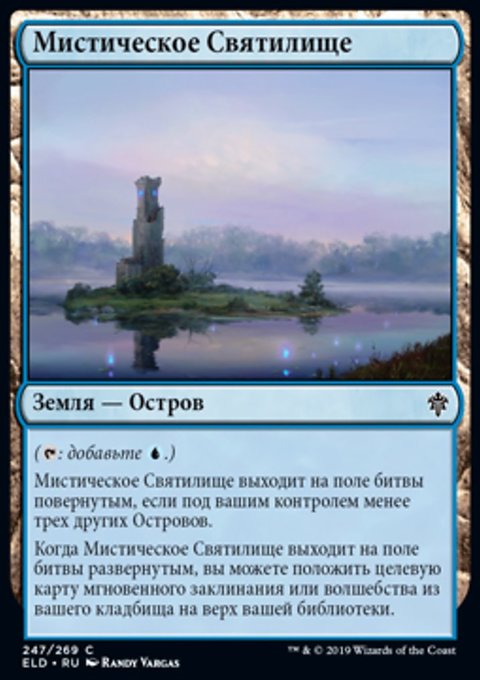 Мистическое Святилище
Земля — Остров
( : добавьте .)
Мистическое Святилище выходит на поле битвы
повернутым, если под вашим контролем менее
трех других Островов.
Когда Мистическое Святилище выходит на поле
битвы развернутым, вы можете положить целевую
карту мгновенного заклинания или волшебства из
вашего кладбища на верх вашей библиотеки.
247/269 C
ELD • RU Randy Vargas
™ & © 2019 Wizards of the Coast